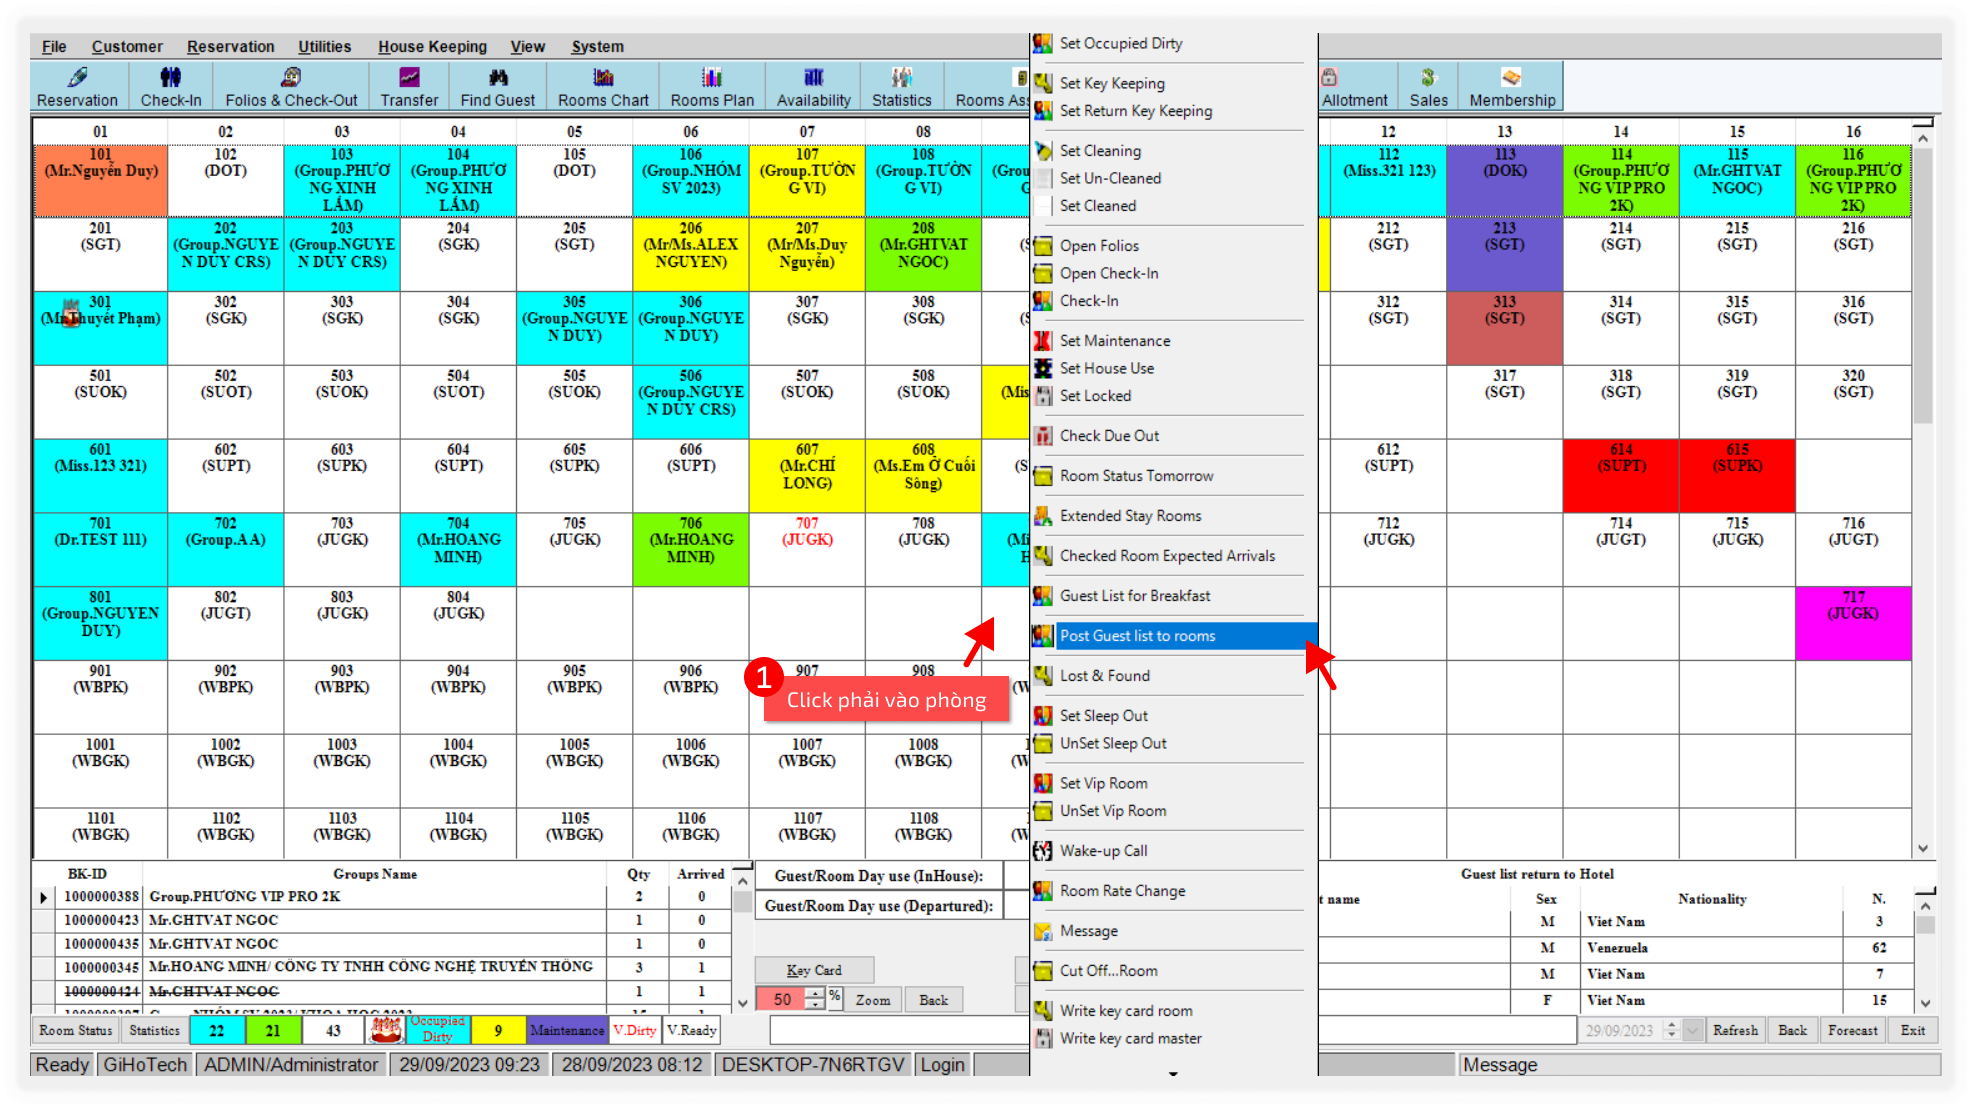 File Customer Reservation Utilities House Keeping View System
Reservation Check-In Folios & Check-Out Transfer Find Guest Rooms Chart Rooms Plan Availability Statistics Rooms Ass Allotment Sales Membership
01 02 03 04 05 06 07 08 12 13 14 15 16
101 102 103 104 105 106 107 108 112 113 114 115 116
(Mr.Nguyễn Duy) (DOT) (Group.PHƯƠ (Group.PHƯƠ (DOT) (Group.NHÓM (Group.TƯỜN (Group.TƯỜN (Grou (Miss.321 123) (DOK) (Group.PHƯƠ (Mr.GHTVAT (Group.PHƯƠ
NG XINH NG XINH SV 2023) G VI) G VI) G NG VIP PRO NGOC) NG VIP PRO
LẮM) LẮM) 2K) 2K)
201 202 203 204 205 206 207 208 212 213 214 215 216
(SGT) (Group.NGUYE (Group.NGUYE (SGK) (SGT) (Mr/Ms.ALEX (Mr/Ms.Duy (Mr.GHTVAT (S (SGT) (SGT) (SGT) (SGT) (SGT)
N DUY CRS) N DUY CRS) NGUYEN) Nguyễn) NGOC)
301 302 303 304 305 306 307 308 312 313 314 315 316
(Mr.Thuyết Phạm) (SGK) (SGK) (SGK) (Group.NGUYE (Group.NGUYE (SGK) (SGK) (S (SGT) (SGT) (SGT) (SGT) (SGT)
N DUY) N DUY)
501 502 503 504 505 506 507 508 317 318 319 320
(SUOK) (SUOT) (SUOK) (SUOT) (SUOK) (Group.NGUYE (SUOK) (SUOK) (Mis (SGT) (SGT) (SGT) (SGT)
N DUY CRS)
601 602 603 604 605 606 607 608 612 614 615
(Miss.123 321) (SUPT) (SUPK) (SUPT) (SUPK) (SUPT) (Mr.CHÍ (Ms.Em Ở Cuối (S (SUPT) (SUPT) (SUPK)
LONG) Sông)
701 702 703 704 705 706 707 708 712 714 715 716
(Dr.TEST 111) (Group.AA) (JUGK) (Mr.HOANG (JUGK) (Mr.HOANG (JUGK) (JUGK) (Mi (JUGK) (JUGT) (JUGK) (JUGT)
MINH) MINH) H
801 802 803 804 717
(Group.NGUYEN (JUGT) (JUGK) (JUGK) (JUGK)
DUY)
901 902 903 904 905 906 907 908
(WBPK) (WBPK) (WBPK) (WBPK) (WBPK) (WBPK) (W
1001 1002 1003 1004 1005 1006 1007 1008 1
(WBGK) (WBGK) (WBGK) (WBGK) (WBGK) (WBGK) (WBGK) (WBGK) (W
1101 1102 1103 1104 1105 1106 1107 1108
(WBGK) (WBGK) (WBGK) (WBGK) (WBGK) (WBGK) (WBGK) (WBGK) (W
1
Click phải vào phòng
Set Occupied Dirty
Set Key Keeping
Set Return Key Keeping
Set Cleaning
Set Un-Cleaned
Set Cleaned
Open Folios
Open Check-In
Check-In
Set Maintenance
Set House Use
Set Locked
Check Due Out
Room Status Tomorrow
Extended Stay Rooms
Checked Room Expected Arrivals
Guest List for Breakfast
Post Guest list to rooms
Lost & Found
Set Sleep Out
UnSet Sleep Out
Set Vip Room
UnSet Vip Room
Wake-up Call
Room Rate Change
Message
Cut Off...Room
Write key card room
Write key card master
BK-ID Groups Name Qty Arrived
1000000388 Group.PHƯƠNG VIP PRO 2K 2 0
1000000423 Mr.GHTVAT NGOC 1 0
1000000435 Mr.GHTVAT NGOC 1 0
1000000345 Mr.HOANG MINH/ CÔNG TY TNHH CÔNG NGHỆ TRUYỀN THÔNG 3 1
1000000424 Mr.GHTVAT NGOC 1 1
Guest/Room Day use (InHouse):
Guest/Room Day use (Departured):
Key Card
50 % Zoom Back
Guest list return to Hotel
t name Sex Nationality N.
M Viet Nam 3
M Venezuela 62
M Viet Nam 7
F Viet Nam 15
Room Status Statistics 22 21 43 Occupied Dirty 9 Maintenance V.Dirty V.Ready 29/09/2023 Refresh Back Forecast Exit
Ready GiHoTech ADMIN/Administrator 29/09/2023 09:23 28/09/2023 08:12 DESKTOP-7N6RTGV Login Message